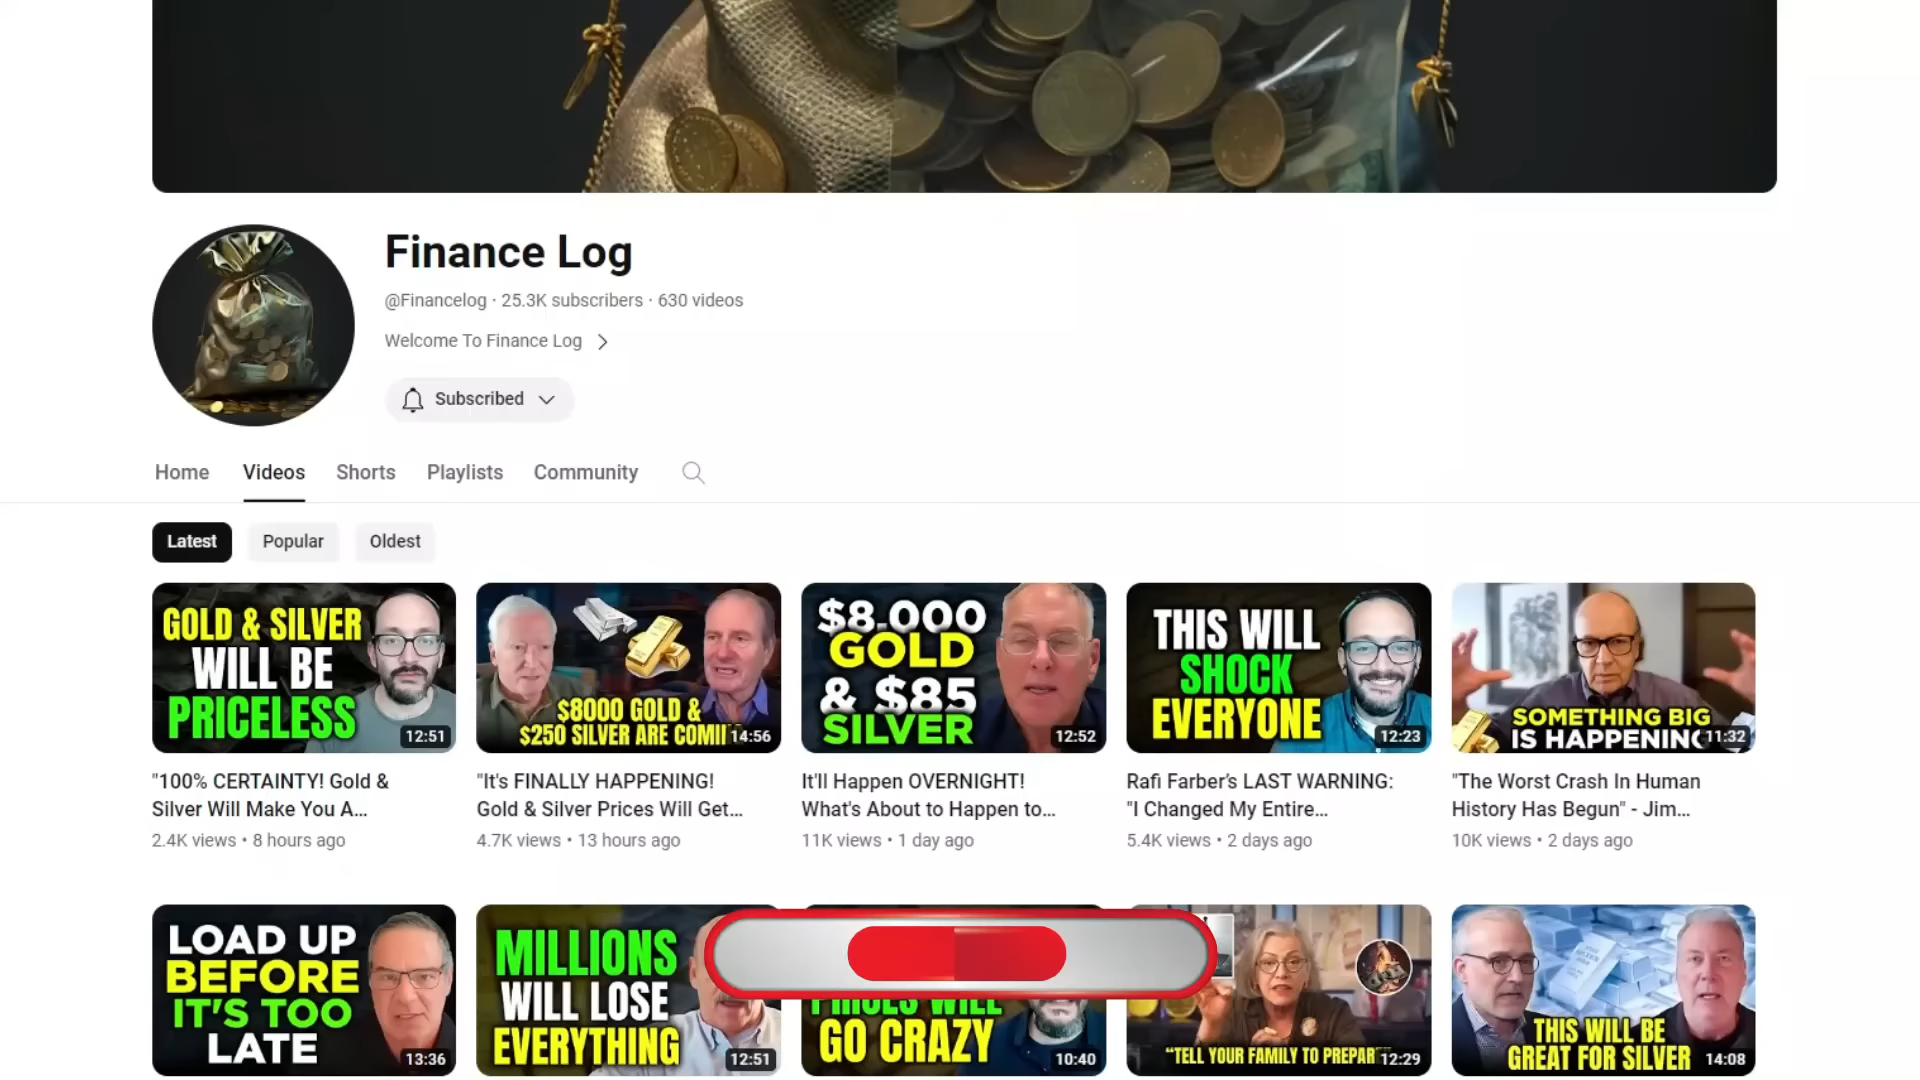 Finance Log
@Financelog · 25.3K subscribers · 630 videos
Welcome To Finance Log
Subscribed
Home Videos Shorts Playlists Community
Latest Popular Oldest
GOLD & SILVER
WILL BE
PRICELESS
12:51
$8000 GOLD &
$250 SILVER ARE COMI
14:56
$8.000
GOLD
& $85
SILVER
12:52
THIS WILL
SHOCK
EVERYONE
12:23
SOMETHING BIG
IS HAPPENING
11:32
"100% CERTAINTY! Gold &
Silver Will Make You A...
2.4K views • 8 hours ago
"It's FINALLY HAPPENING!
Gold & Silver Prices Will Get...
4.7K views • 13 hours ago
It'll Happen OVERNIGHT!
What's About to Happen to...
11K views • 1 day ago
Rafi Farber’s LAST WARNING:
"I Changed My Entire...
5.4K views • 2 days ago
"The Worst Crash In Human
History Has Begun" - Jim...
10K views • 2 days ago
LOAD UP
BEFORE
IT'S TOO
LATE
13:36
MILLIONS
WILL LOSE
EVERYTHING
12:51
PRICES WILL
GO CRAZY
10:40
“TELL YOUR FAMILY TO PREPAR
12:29
THIS WILL BE
GREAT FOR SILVER
14:08